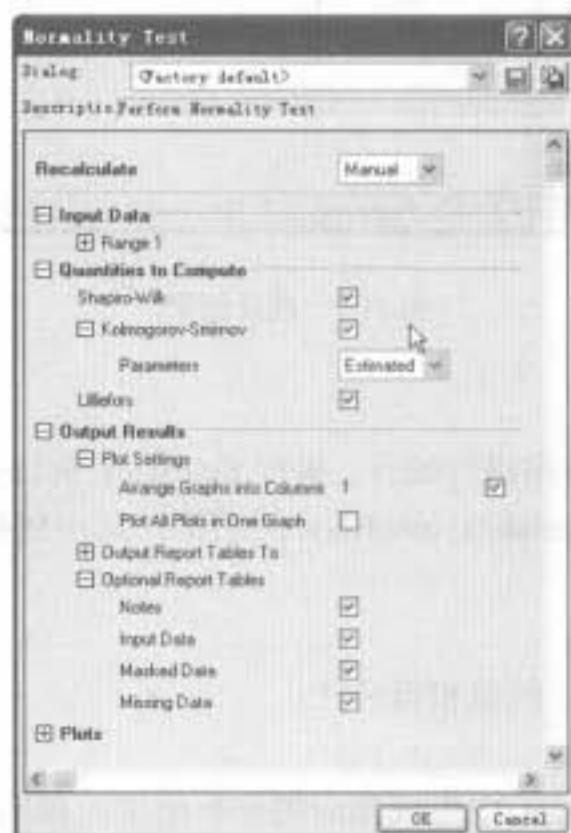 Normality Test
Dialog: <Factory default>
Descriptio Perform Normality Test
Recalculate Manual
Input Data
Range 1
Quantities to Compute
Shapiro-Wilk
Kolmogorov-Smirnov
Parameters Estimated
Lilliefors
Output Results
Plot Settings
Arrange Graphs into Columns 1
Plot All Plots in One Graph
Output Report Tables To
Optional Report Tables
Notes
Input Data
Masked Data
Missing Data
Plots
OK Cancel